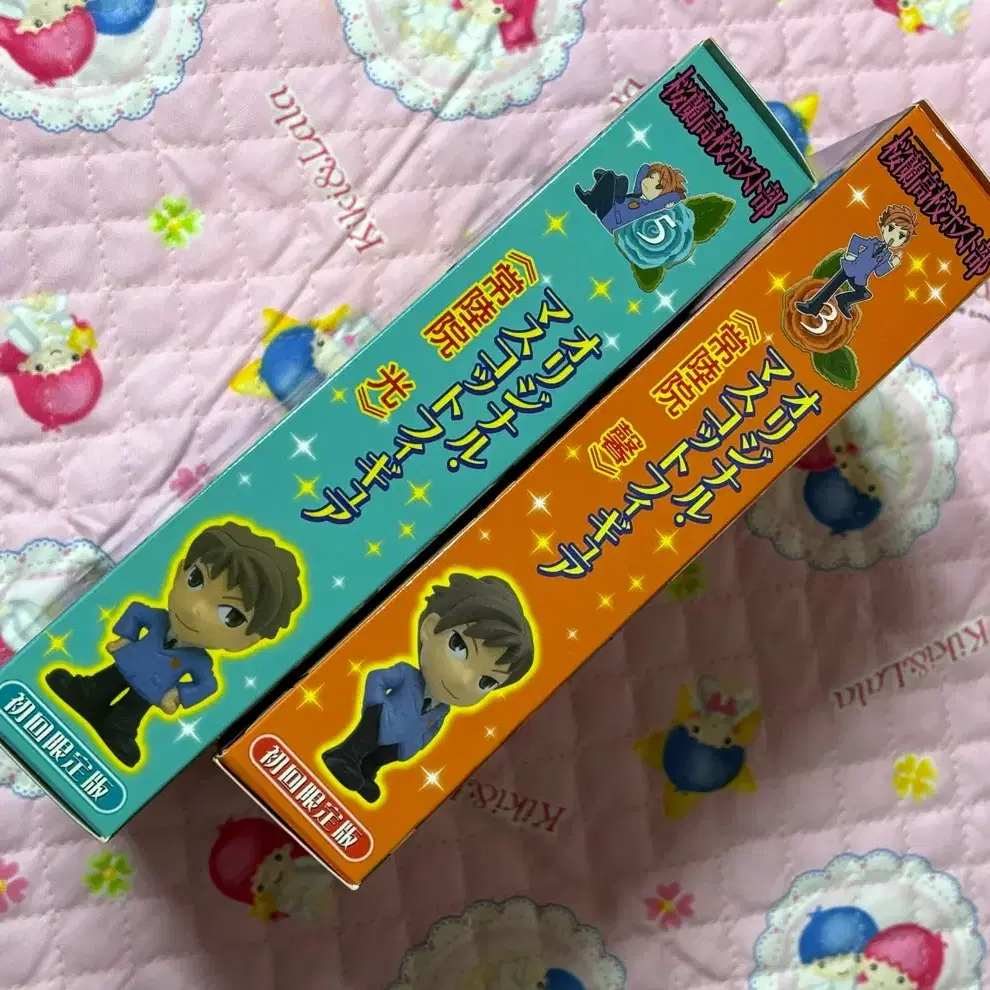 桜蘭高校ホスト部
5
オリジナル・
マスコットフィギュア
《常陸院 光》
初回限定版
桜蘭高校ホスト部
3
オリジナル・
マスコットフィギュア
《常陸院 馨》
初回限定版
Kiki&Lala
Kiki&Lala
Kiki&Lala